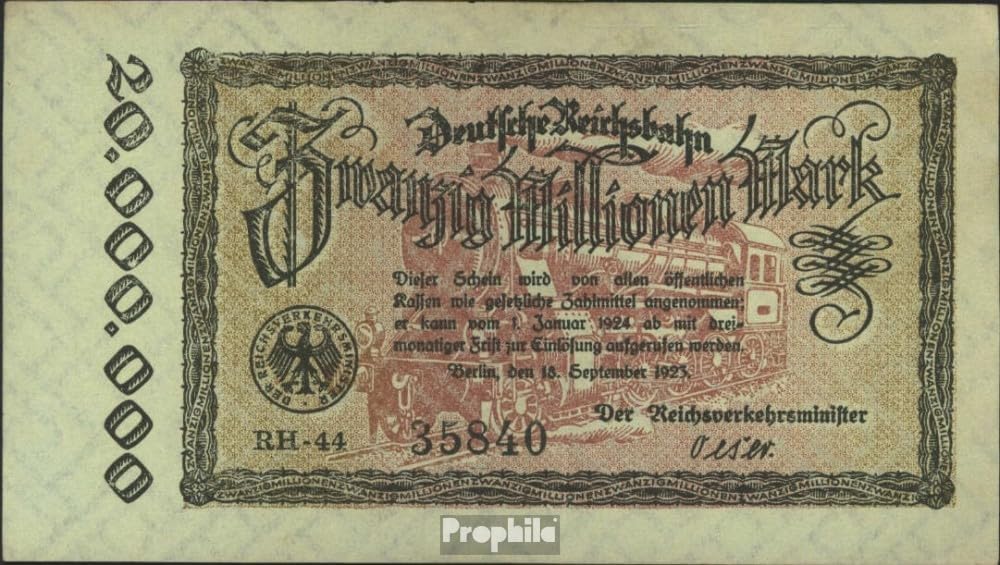 20.000.000
ZWANZIGMILLIONENZWANZIGMILLIONENZWANZIGMILLIONENZWANZIGMILLIONEN
Deutsche Reichsbahn
Zwanzig Millionen Mark
Dieser Schein wird von allen öffentlichen
Kassen wie gesetzliche Zahlmittel angenommen;
er kann vom 1. Januar 1924 ab mit drei-
monatiger Frist zur Einlösung aufgerufen werden.
Berlin, den 18. September 1923.
DER REICHSVERKEHRSMINISTER
Der Reichsverkehrsminister
RH-44
35840
Oeser.
Prophila